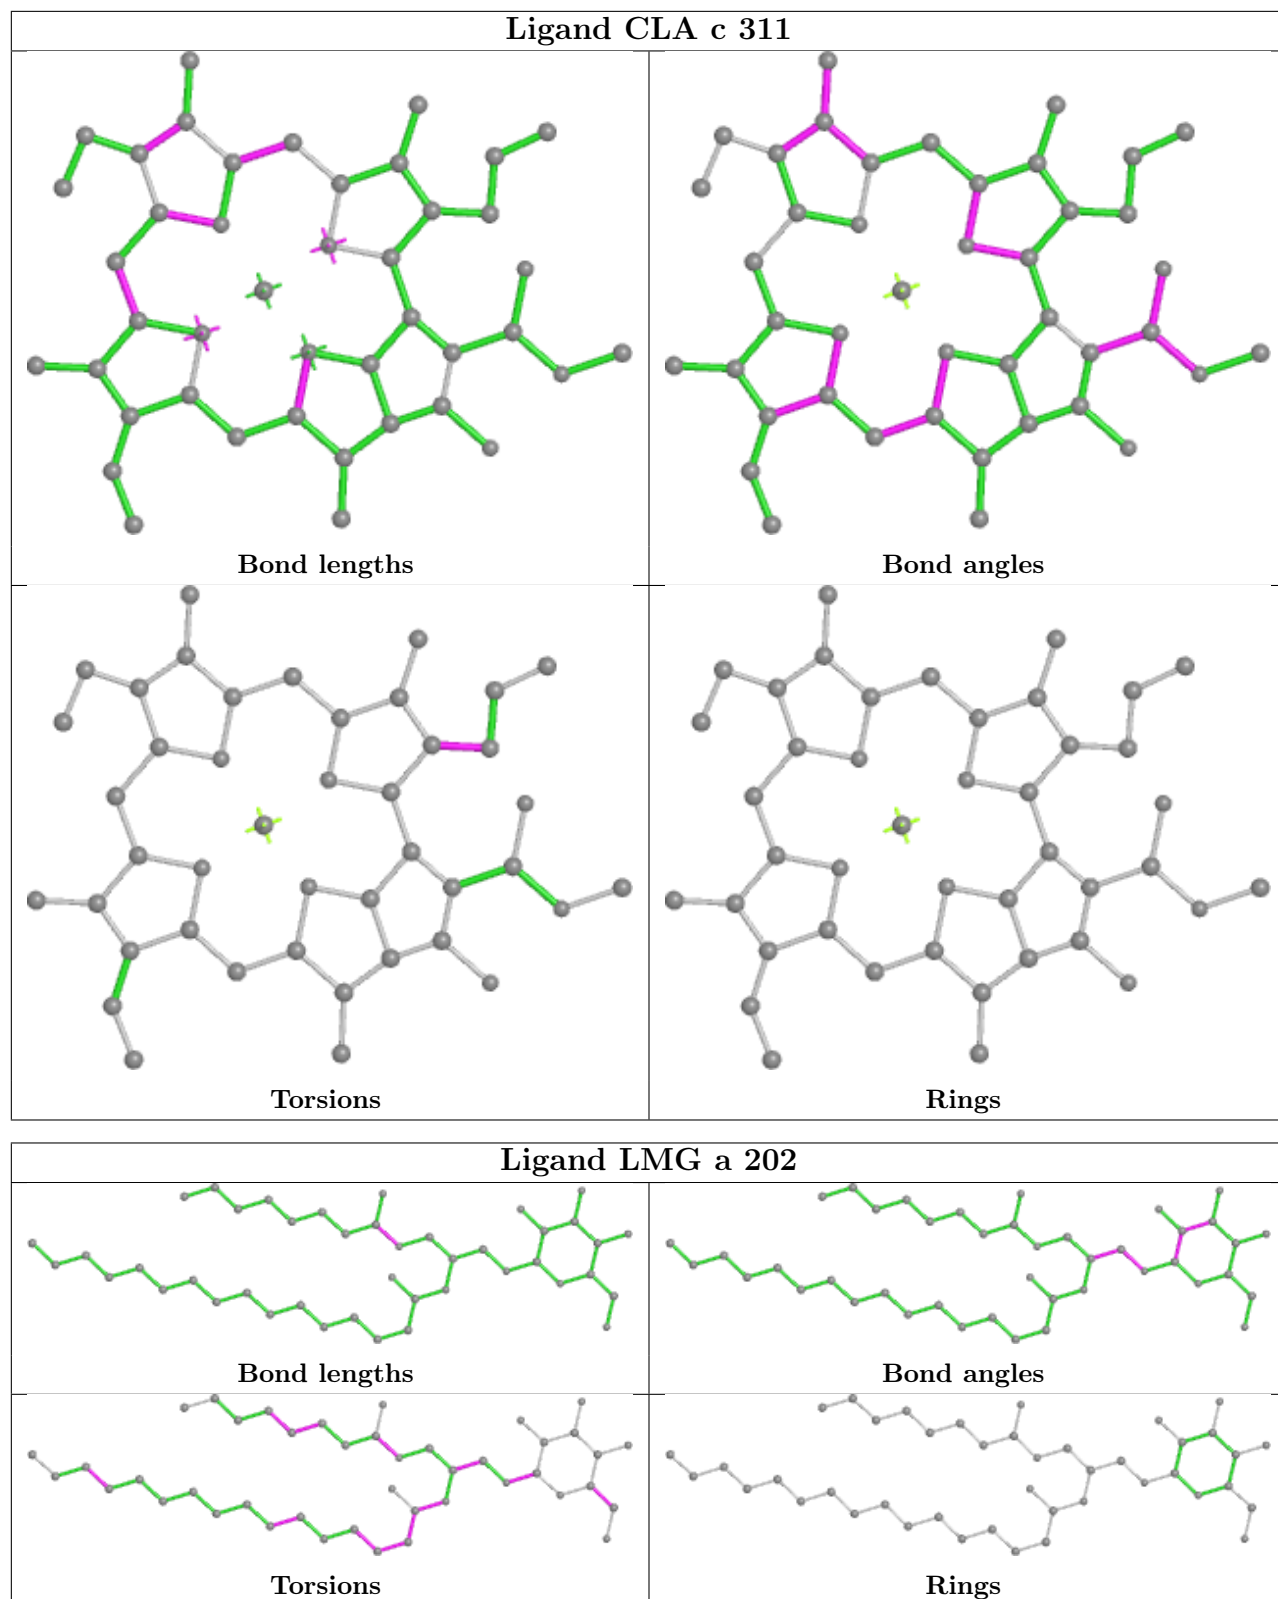 Ligand CLA c 311
Bond lengths
Bond angles
Torsions
Rings
Ligand LMG a 202
Bond lengths
Bond angles
Torsions
Rings